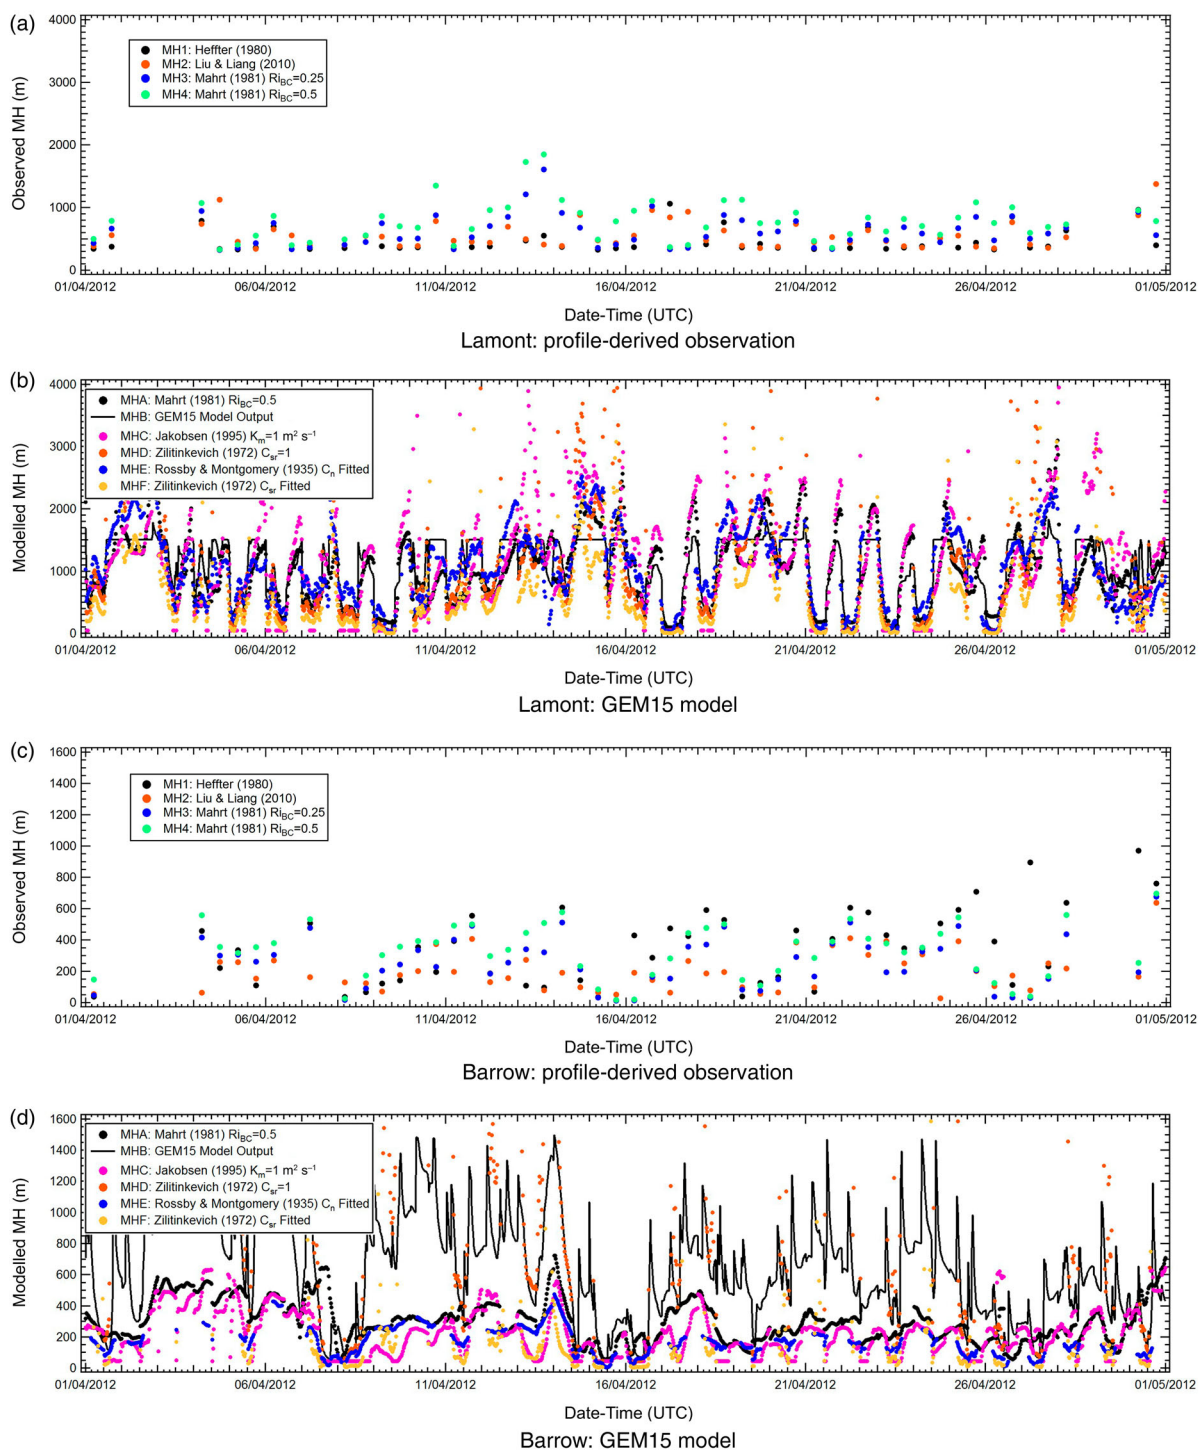 (a)
4000
3000
2000
1000
0
Observed MH (m)
MH1: Heffter (1980)
MH2: Liu & Liang (2010)
MH3: Mahrt (1981) Ri_BC=0.25
MH4: Mahrt (1981) Ri_BC=0.5
01/04/2012 06/04/2012 11/04/2012 16/04/2012 21/04/2012 26/04/2012 01/05/2012
Date-Time (UTC)
Lamont: profile-derived observation
(b)
4000
3000
2000
1000
0
Modelled MH (m)
MHA: Mahrt (1981) Ri_BC=0.5
MHB: GEM15 Model Output
MHC: Jakobsen (1995) K_m=1 m² s⁻¹
MHD: Zilitinkevich (1972) C_sr=1
MHE: Rossby & Montgomery (1935) C_n Fitted
MHF: Zilitinkevich (1972) C_sr Fitted
01/04/2012 06/04/2012 11/04/2012 16/04/2012 21/04/2012 26/04/2012 01/05/2012
Date-Time (UTC)
Lamont: GEM15 model
(c)
1600
1400
1200
1000
800
600
400
200
0
Observed MH (m)
MH1: Heffter (1980)
MH2: Liu & Liang (2010)
MH3: Mahrt (1981) Ri_BC=0.25
MH4: Mahrt (1981) Ri_BC=0.5
01/04/2012 06/04/2012 11/04/2012 16/04/2012 21/04/2012 26/04/2012 01/05/2012
Date-Time (UTC)
Barrow: profile-derived observation
(d)
1600
1400
1200
1000
800
600
400
200
0
Modelled MH (m)
MHA: Mahrt (1981) Ri_BC=0.5
MHB: GEM15 Model Output
MHC: Jakobsen (1995) K_m=1 m² s⁻¹
MHD: Zilitinkevich (1972) C_sr=1
MHE: Rossby & Montgomery (1935) C_n Fitted
MHF: Zilitinkevich (1972) C_sr Fitted
01/04/2012 06/04/2012 11/04/2012 16/04/2012 21/04/2012 26/04/2012 01/05/2012
Date-Time (UTC)
Barrow: GEM15 model